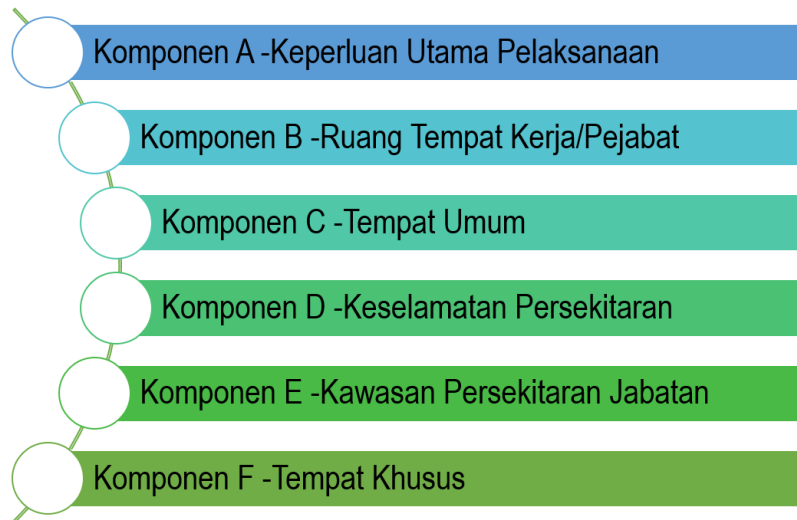 Komponen A -Keperluan Utama Pelaksanaan
Komponen B -Ruang Tempat Kerja/Pejabat
Komponen C -Tempat Umum
Komponen D -Keselamatan Persekitaran
Komponen E -Kawasan Persekitaran Jabatan
Komponen F -Tempat Khusus